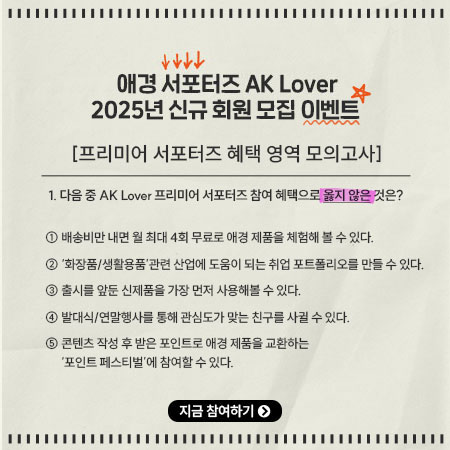 애경 서포터즈 AK Lover
2025년 신규 회원 모집 이벤트
[프리미어 서포터즈 혜택 영역 모의고사]
1. 다음 중 AK Lover 프리미어 서포터즈 참여 혜택으로 옳지 않은 것은?
① 배송비만 내면 월 최대 4회 무료로 애경 제품을 체험해 볼 수 있다.
② '화장품/생활용품'관련 산업에 도움이 되는 취업 포트폴리오를 만들 수 있다.
③ 출시를 앞둔 신제품을 가장 먼저 사용해볼 수 있다.
④ 발대식/연말행사를 통해 관심도가 맞는 친구를 사귈 수 있다.
⑤ 콘텐츠 작성 후 받은 포인트로 애경 제품을 교환하는
'포인트 페스티벌'에 참여할 수 있다.
지금 참여하기